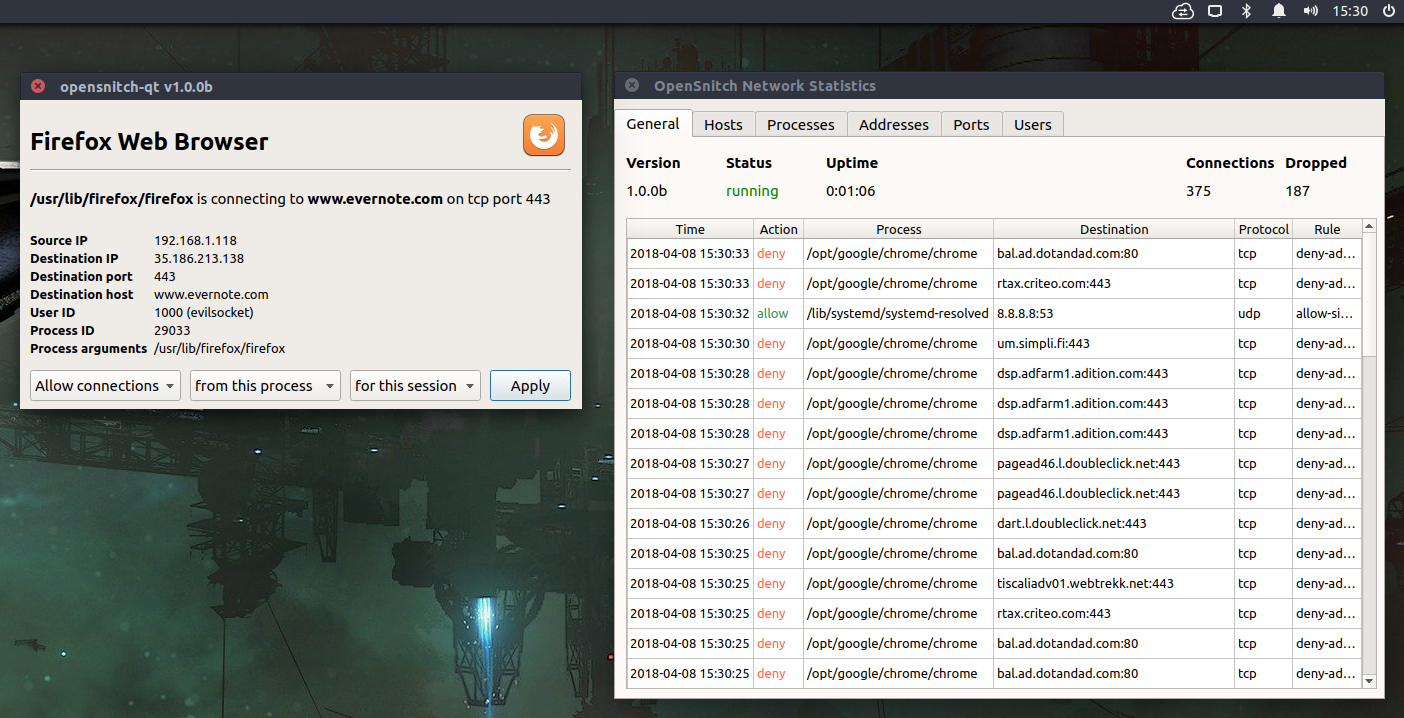 15:30
opensnitch-qt v1.0.0b
Firefox Web Browser
/usr/lib/firefox/firefox is connecting to www.evernote.com on tcp port 443
Source IP 192.168.1.118
Destination IP 35.186.213.138
Destination port 443
Destination host www.evernote.com
User ID 1000 (evilsocket)
Process ID 29033
Process arguments /usr/lib/firefox/firefox
Allow connections from this process for this session Apply
OpenSnitch Network Statistics
General Hosts Processes Addresses Ports Users
Version Status Uptime Connections Dropped
1.0.0b running 0:01:06 375 187
Time Action Process Destination Protocol Rule
2018-04-08 15:30:33 deny /opt/google/chrome/chrome bal.ad.dotandad.com:80 tcp deny-ad...
2018-04-08 15:30:33 deny /opt/google/chrome/chrome rtax.criteo.com:443 tcp deny-ad...
2018-04-08 15:30:32 allow /lib/systemd/systemd-resolved 8.8.8.8:53 udp allow-si...
2018-04-08 15:30:30 deny /opt/google/chrome/chrome um.simpli.fi:443 tcp deny-ad...
2018-04-08 15:30:28 deny /opt/google/chrome/chrome dsp.adfarm1.adition.com:443 tcp deny-ad...
2018-04-08 15:30:28 deny /opt/google/chrome/chrome dsp.adfarm1.adition.com:443 tcp deny-ad...
2018-04-08 15:30:28 deny /opt/google/chrome/chrome dsp.adfarm1.adition.com:443 tcp deny-ad...
2018-04-08 15:30:27 deny /opt/google/chrome/chrome pagead46.l.doubleclick.net:443 tcp deny-ad...
2018-04-08 15:30:27 deny /opt/google/chrome/chrome pagead46.l.doubleclick.net:443 tcp deny-ad...
2018-04-08 15:30:26 deny /opt/google/chrome/chrome dart.l.doubleclick.net:443 tcp deny-ad...
2018-04-08 15:30:25 deny /opt/google/chrome/chrome bal.ad.dotandad.com:80 tcp deny-ad...
2018-04-08 15:30:25 deny /opt/google/chrome/chrome tiscaliadv01.webtrekk.net:443 tcp deny-ad...
2018-04-08 15:30:25 deny /opt/google/chrome/chrome rtax.criteo.com:443 tcp deny-ad...
2018-04-08 15:30:25 deny /opt/google/chrome/chrome bal.ad.dotandad.com:80 tcp deny-ad...
2018-04-08 15:30:25 deny /opt/google/chrome/chrome bal.ad.dotandad.com:80 tcp deny-ad...